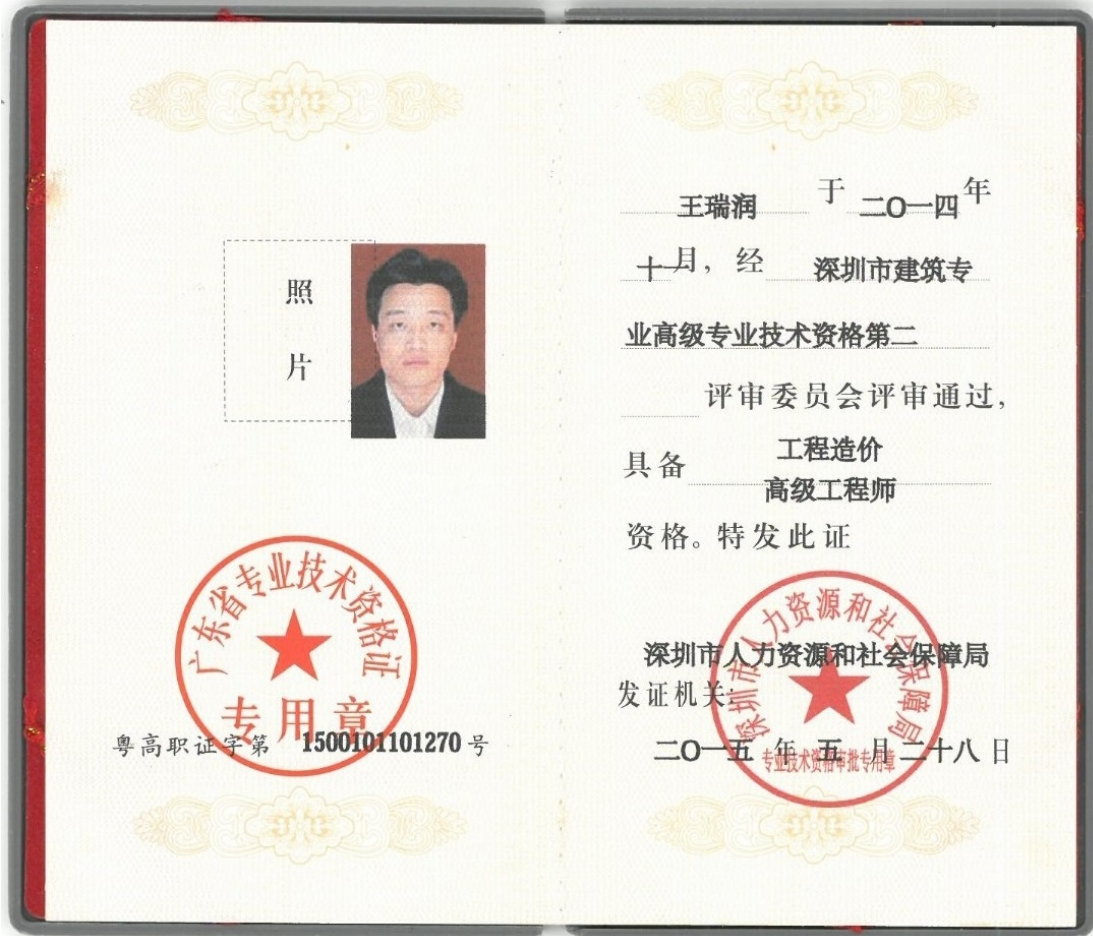 照
片
广东省专业技术资格证
专用章
粤高职证字第 1500101101270 号
王瑞润 于 二〇一四 年
十一月，经 深圳市建筑专
业高级专业技术资格第二
评审委员会评审通过，
具备 工程造价
高级工程师
资格。特发此证
深圳市人力资源和社会保障局
深圳市人力资源和社会保障局
发证机关：
二〇一五 年 五 月 二十八 日
专业技术资格审批专用章